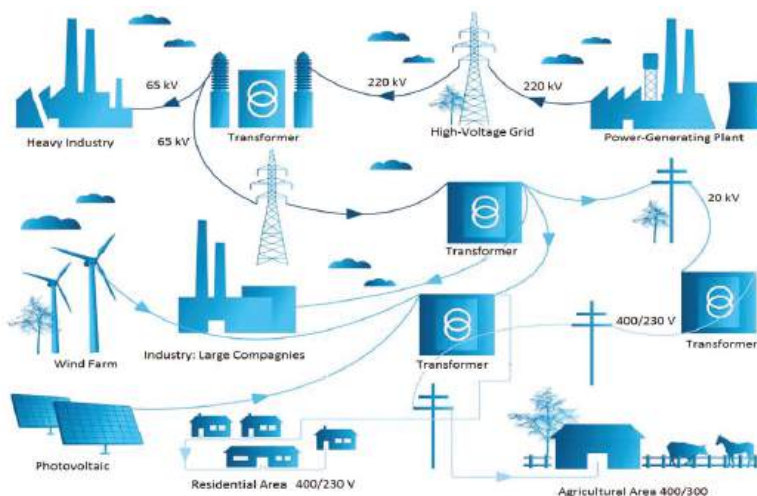 65 kV
220 kV
220 kV
Heavy Industry
Transformer
High-Voltage Grid
Power-Generating Plant
65 kV
20 kV
Transformer
400/230 V
Wind Farm
Industry: Large Compagnies
Transformer
Transformer
Photovoltaic
Residential Area 400/230 V
Agricultural Area 400/300